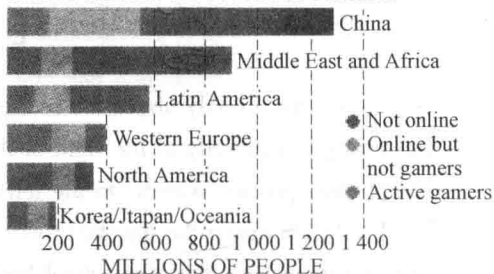 China
Middle East and Africa
Latin America
Western Europe
North America
Korea/Jtapan/Oceania
Not online
Online but
not gamers
Active gamers
200 400 600 800 1 000 1 200 1 400
MILLIONS OF PEOPLE